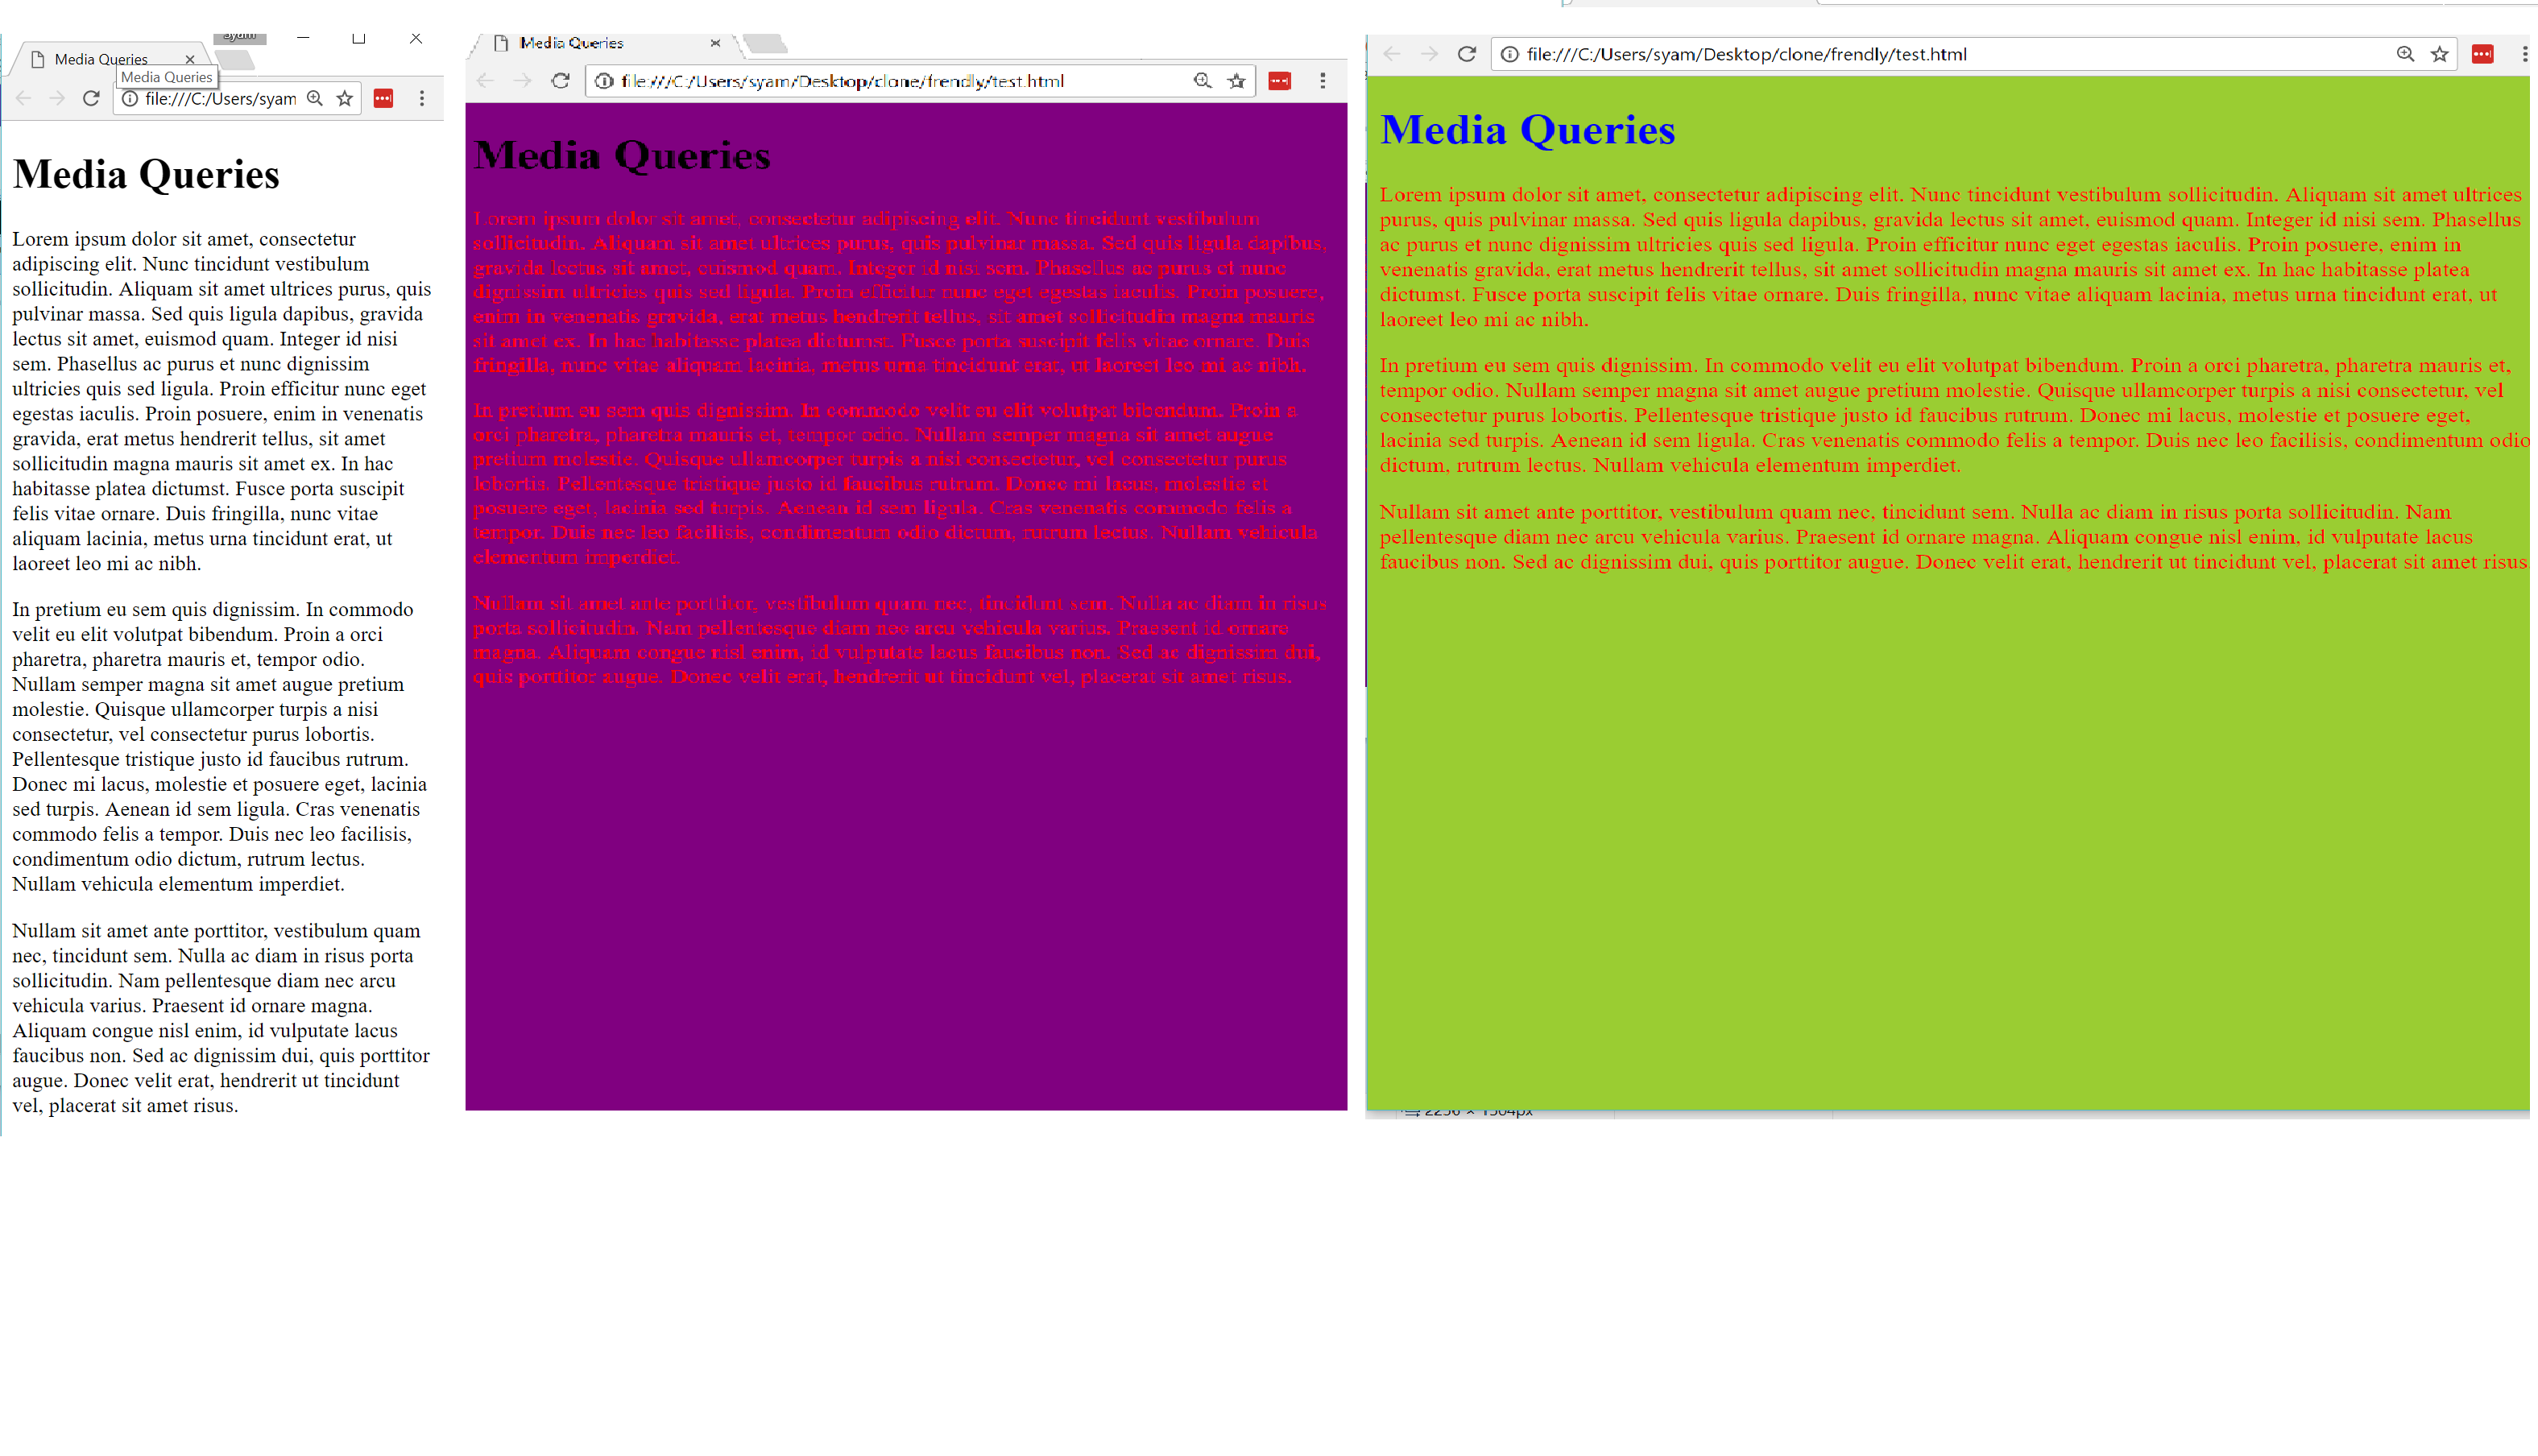 syam
Media Queries
Media Queries
file:///C:/Users/syam
Media Queries
Lorem ipsum dolor sit amet, consectetur
adipiscing elit. Nunc tincidunt vestibulum
sollicitudin. Aliquam sit amet ultrices purus, quis
pulvinar massa. Sed quis ligula dapibus, gravida
lectus sit amet, euismod quam. Integer id nisi
sem. Phasellus ac purus et nunc dignissim
ultricies quis sed ligula. Proin efficitur nunc eget
egestas iaculis. Proin posuere, enim in venenatis
gravida, erat metus hendrerit tellus, sit amet
sollicitudin magna mauris sit amet ex. In hac
habitasse platea dictumst. Fusce porta suscipit
felis vitae ornare. Duis fringilla, nunc vitae
aliquam lacinia, metus urna tincidunt erat, ut
laoreet leo mi ac nibh.
In pretium eu sem quis dignissim. In commodo
velit eu elit volutpat bibendum. Proin a orci
pharetra, pharetra mauris et, tempor odio.
Nullam semper magna sit amet augue pretium
molestie. Quisque ullamcorper turpis a nisi
consectetur, vel consectetur purus lobortis.
Pellentesque tristique justo id faucibus rutrum.
Donec mi lacus, molestie et posuere eget, lacinia
sed turpis. Aenean id sem ligula. Cras venenatis
commodo felis a tempor. Duis nec leo facilisis,
condimentum odio dictum, rutrum lectus.
Nullam vehicula elementum imperdiet.
Nullam sit amet ante porttitor, vestibulum quam
nec, tincidunt sem. Nulla ac diam in risus porta
sollicitudin. Nam pellentesque diam nec arcu
vehicula varius. Praesent id ornare magna.
Aliquam congue nisl enim, id vulputate lacus
faucibus non. Sed ac dignissim dui, quis porttitor
augue. Donec velit erat, hendrerit ut tincidunt
vel, placerat sit amet risus.
Media Queries
file:///C:/Users/syam/Desktop/clone/frendly/test.html
Media Queries
Lorem ipsum dolor sit amet, consectetur adipiscing elit. Nunc tincidunt vestibulum
sollicitudin. Aliquam sit amet ultrices purus, quis pulvinar massa. Sed quis ligula dapibus,
gravida lectus sit amet, euismod quam. Integer id nisi sem. Phasellus ac purus et nunc
dignissim ultricies quis sed ligula. Proin efficitur nunc eget egestas iaculis. Proin posuere,
enim in venenatis gravida, erat metus hendrerit tellus, sit amet sollicitudin magna mauris
sit amet ex. In hac habitasse platea dictumst. Fusce porta suscipit felis vitae ornare. Duis
fringilla, nunc vitae aliquam lacinia, metus urna tincidunt erat, ut laoreet leo mi ac nibh.
In pretium eu sem quis dignissim. In commodo velit eu elit volutpat bibendum. Proin a
orci pharetra, pharetra mauris et, tempor odio. Nullam semper magna sit amet augue
pretium molestie. Quisque ullamcorper turpis a nisi consectetur, vel consectetur purus
lobortis. Pellentesque tristique justo id faucibus rutrum. Donec mi lacus, molestie et
posuere eget, lacinia sed turpis. Aenean id sem ligula. Cras venenatis commodo felis a
tempor. Duis nec leo facilisis, condimentum odio dictum, rutrum lectus. Nullam vehicula
elementum imperdiet.
Nullam sit amet ante porttitor, vestibulum quam nec, tincidunt sem. Nulla ac diam in risus
porta sollicitudin. Nam pellentesque diam nec arcu vehicula varius. Praesent id ornare
magna. Aliquam congue nisl enim, id vulputate lacus faucibus non. Sed ac dignissim dui,
quis porttitor augue. Donec velit erat, hendrerit ut tincidunt vel, placerat sit amet risus.
file:///C:/Users/syam/Desktop/clone/frendly/test.html
Media Queries
Lorem ipsum dolor sit amet, consectetur adipiscing elit. Nunc tincidunt vestibulum sollicitudin. Aliquam sit amet ultrices
purus, quis pulvinar massa. Sed quis ligula dapibus, gravida lectus sit amet, euismod quam. Integer id nisi sem. Phasellus
ac purus et nunc dignissim ultricies quis sed ligula. Proin efficitur nunc eget egestas iaculis. Proin posuere, enim in
venenatis gravida, erat metus hendrerit tellus, sit amet sollicitudin magna mauris sit amet ex. In hac habitasse platea
dictumst. Fusce porta suscipit felis vitae ornare. Duis fringilla, nunc vitae aliquam lacinia, metus urna tincidunt erat, ut
laoreet leo mi ac nibh.
In pretium eu sem quis dignissim. In commodo velit eu elit volutpat bibendum. Proin a orci pharetra, pharetra mauris et,
tempor odio. Nullam semper magna sit amet augue pretium molestie. Quisque ullamcorper turpis a nisi consectetur, vel
consectetur purus lobortis. Pellentesque tristique justo id faucibus rutrum. Donec mi lacus, molestie et posuere eget,
lacinia sed turpis. Aenean id sem ligula. Cras venenatis commodo felis a tempor. Duis nec leo facilisis, condimentum odio
dictum, rutrum lectus. Nullam vehicula elementum imperdiet.
Nullam sit amet ante porttitor, vestibulum quam nec, tincidunt sem. Nulla ac diam in risus porta sollicitudin. Nam
pellentesque diam nec arcu vehicula varius. Praesent id ornare magna. Aliquam congue nisl enim, id vulputate lacus
faucibus non. Sed ac dignissim dui, quis porttitor augue. Donec velit erat, hendrerit ut tincidunt vel, placerat sit amet risus